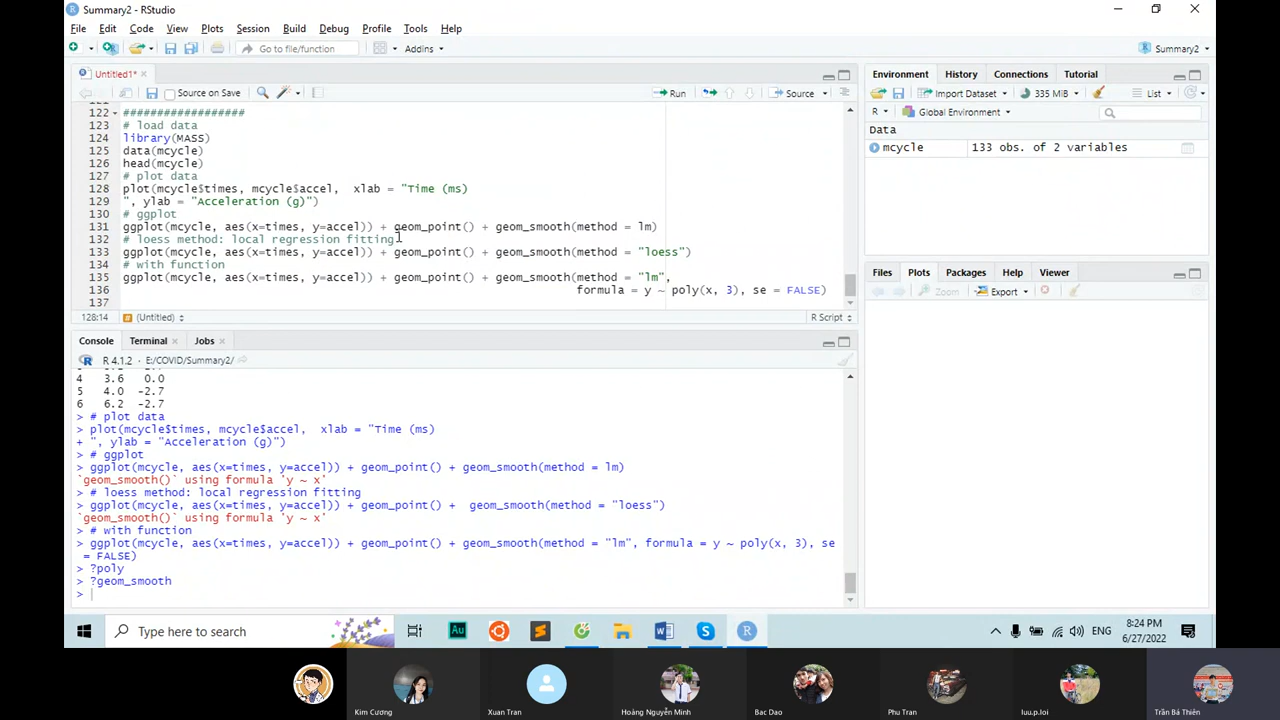 Summary2 - RStudio
File Edit Code View Plots Session Build Debug Profile Tools Help
Go to file/function Addins Summary2
Untitled1*
Source on Save Run Source
122 ##################
123 # load data
124 library(MASS)
125 data(mcycle)
126 head(mcycle)
127 # plot data
128 plot(mcycle$times, mcycle$accel,  xlab = "Time (ms)
129 ", ylab = "Acceleration (g)")
130 # ggplot
131 ggplot(mcycle, aes(x=times, y=accel)) + geom_point() + geom_smooth(method = lm)
132 # loess method: local regression fitting
133 ggplot(mcycle, aes(x=times, y=accel)) + geom_point() + geom_smooth(method = "loess")
134 # with function
135 ggplot(mcycle, aes(x=times, y=accel)) + geom_point() + geom_smooth(method = "lm",
136 formula = y ~ poly(x, 3), se = FALSE)
137
128:14 (Untitled) R Script
Console Terminal Jobs
R 4.1.2 · E:/COVID/Summary2/
4 3.6 0.0
5 4.0 -2.7
6 6.2 -2.7
> # plot data
> plot(mcycle$times, mcycle$accel,  xlab = "Time (ms)
+ ", ylab = "Acceleration (g)")
> # ggplot
> ggplot(mcycle, aes(x=times, y=accel)) + geom_point() + geom_smooth(method = lm)
`geom_smooth()` using formula 'y ~ x'
> # loess method: local regression fitting
> ggplot(mcycle, aes(x=times, y=accel)) + geom_point() +  geom_smooth(method = "loess")
`geom_smooth()` using formula 'y ~ x'
> # with function
> ggplot(mcycle, aes(x=times, y=accel)) + geom_point() + geom_smooth(method = "lm", formula = y ~ poly(x, 3), se
= FALSE)
> ?poly
> ?geom_smooth
>
Environment History Connections Tutorial
Import Dataset 335 MiB List
R Global Environment
Data
mcycle 133 obs. of 2 variables
Files Plots Packages Help Viewer
Zoom Export
Type here to search
ENG
8:24 PM
6/27/2022
Kim Cương Xuan Tran Hoảng Nguyễn Minh Bac Dao Phu Tran luu.p.loi Trần Bá Thiên